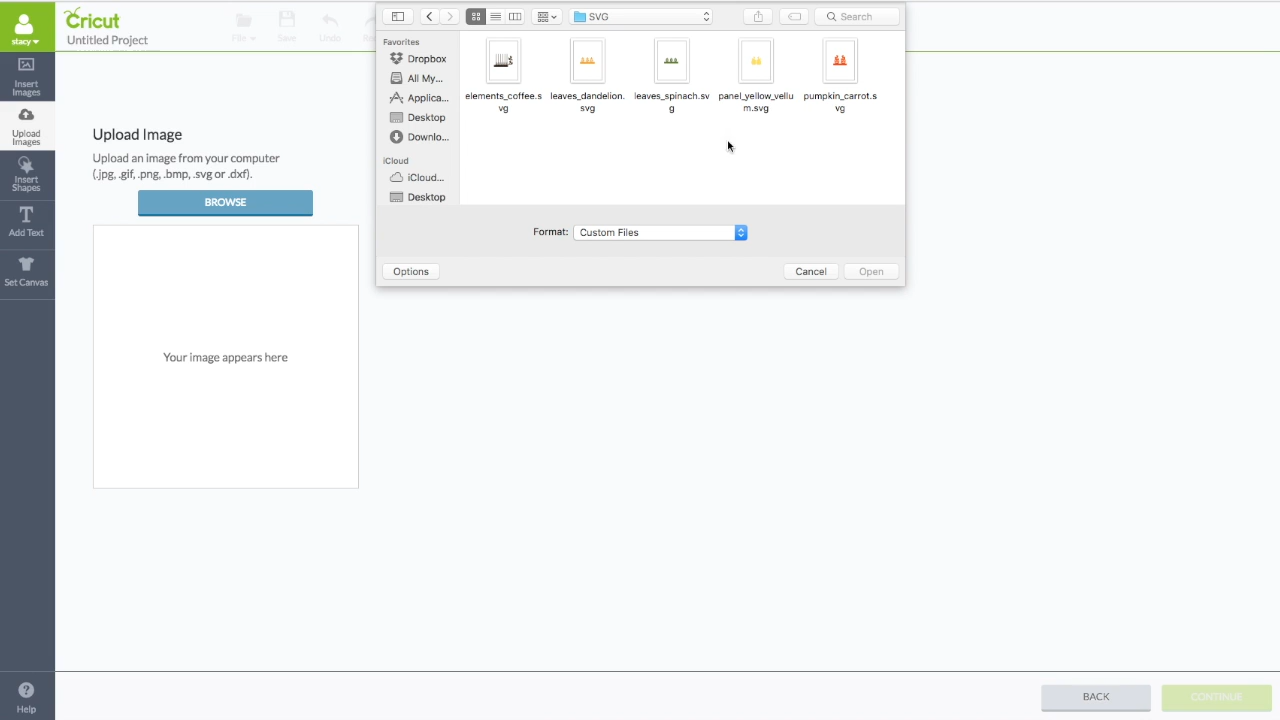 stacy
Cricut
Untitled Project
File
Save
Undo
Insert
Images
Upload
Images
Insert
Shapes
Add Text
Set Canvas
Help
Upload Image
Upload an image from your computer
(.jpg, .gif, .png, .bmp, .svg or .dxf).
BROWSE
Your image appears here
SVG
Search
Favorites
Dropbox
All My...
Applica...
Desktop
Downlo...
iCloud
iCloud...
Desktop
elements_coffee.s
vg
leaves_dandelion.
svg
leaves_spinach.sv
g
panel_yellow_vellu
m.svg
pumpkin_carrot.s
vg
Format:
Custom Files
Options
Cancel
Open
BACK
CONTINUE